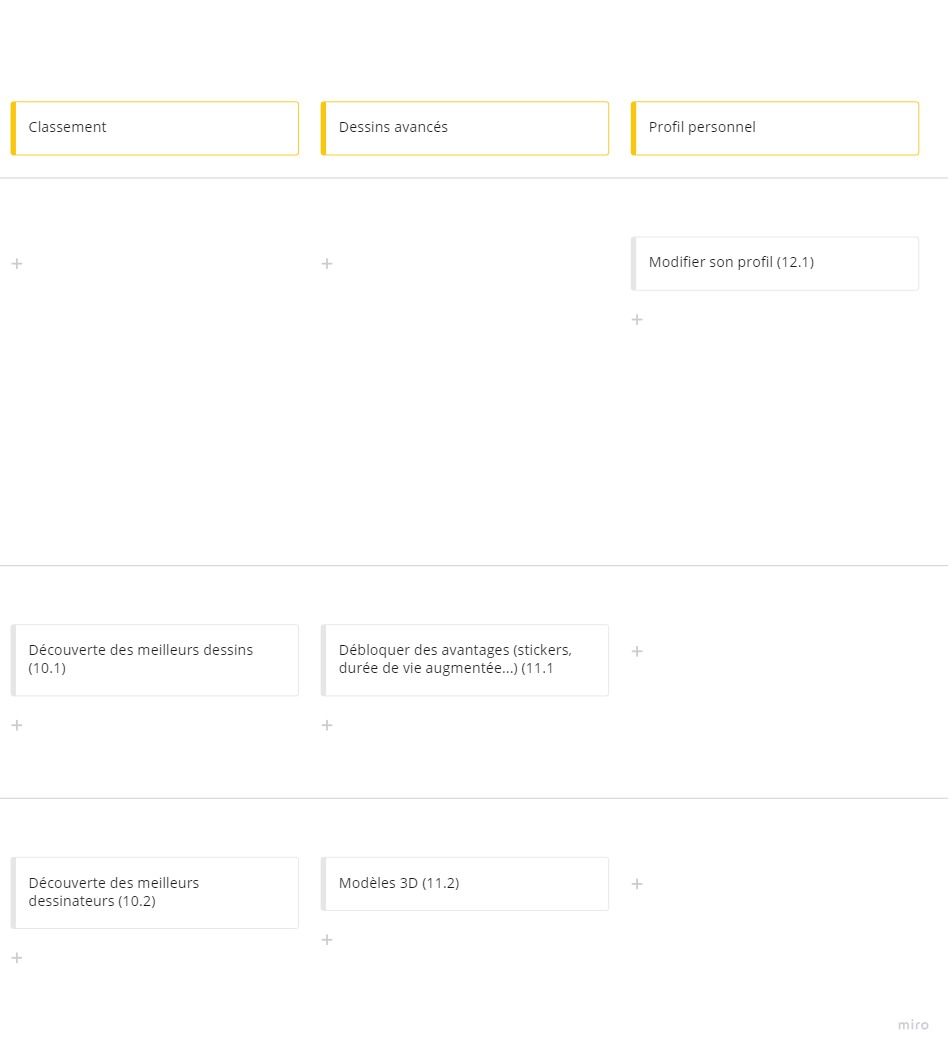 Classement
Dessins avancés
Profil personnel
Modifier son profil (12.1)
Découverte des meilleurs dessins
(10.1)
Débloquer des avantages (stickers,
durée de vie augmentée...) (11.1
Découverte des meilleurs
dessinateurs (10.2)
Modèles 3D (11.2)
miro